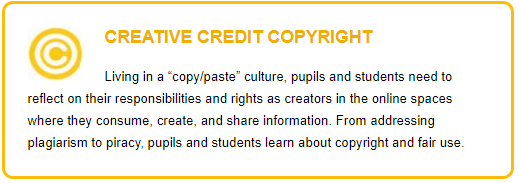 CREATIVE CREDIT COPYRIGHT
Living in a “copy/paste” culture, pupils and students need to
reflect on their responsibilities and rights as creators in the online spaces
where they consume, create, and share information. From addressing
plagiarism to piracy, pupils and students learn about copyright and fair use.